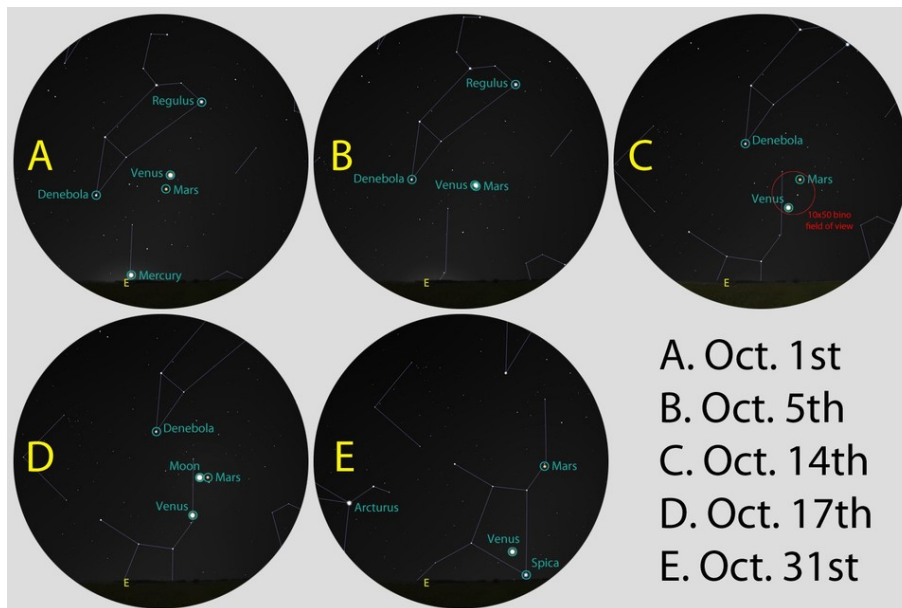 A
Regulus
Venus
Mars
Denebola
Mercury
E
B
Regulus
Denebola
Venus Mars
E
C
Denebola
Mars
Venus
10x50 bino
field of view
E
D
Denebola
Moon
Mars
Venus
E
E
Mars
Arcturus
Venus
Spica
E
A. Oct. 1st
B. Oct. 5th
C. Oct. 14th
D. Oct. 17th
E. Oct. 31st